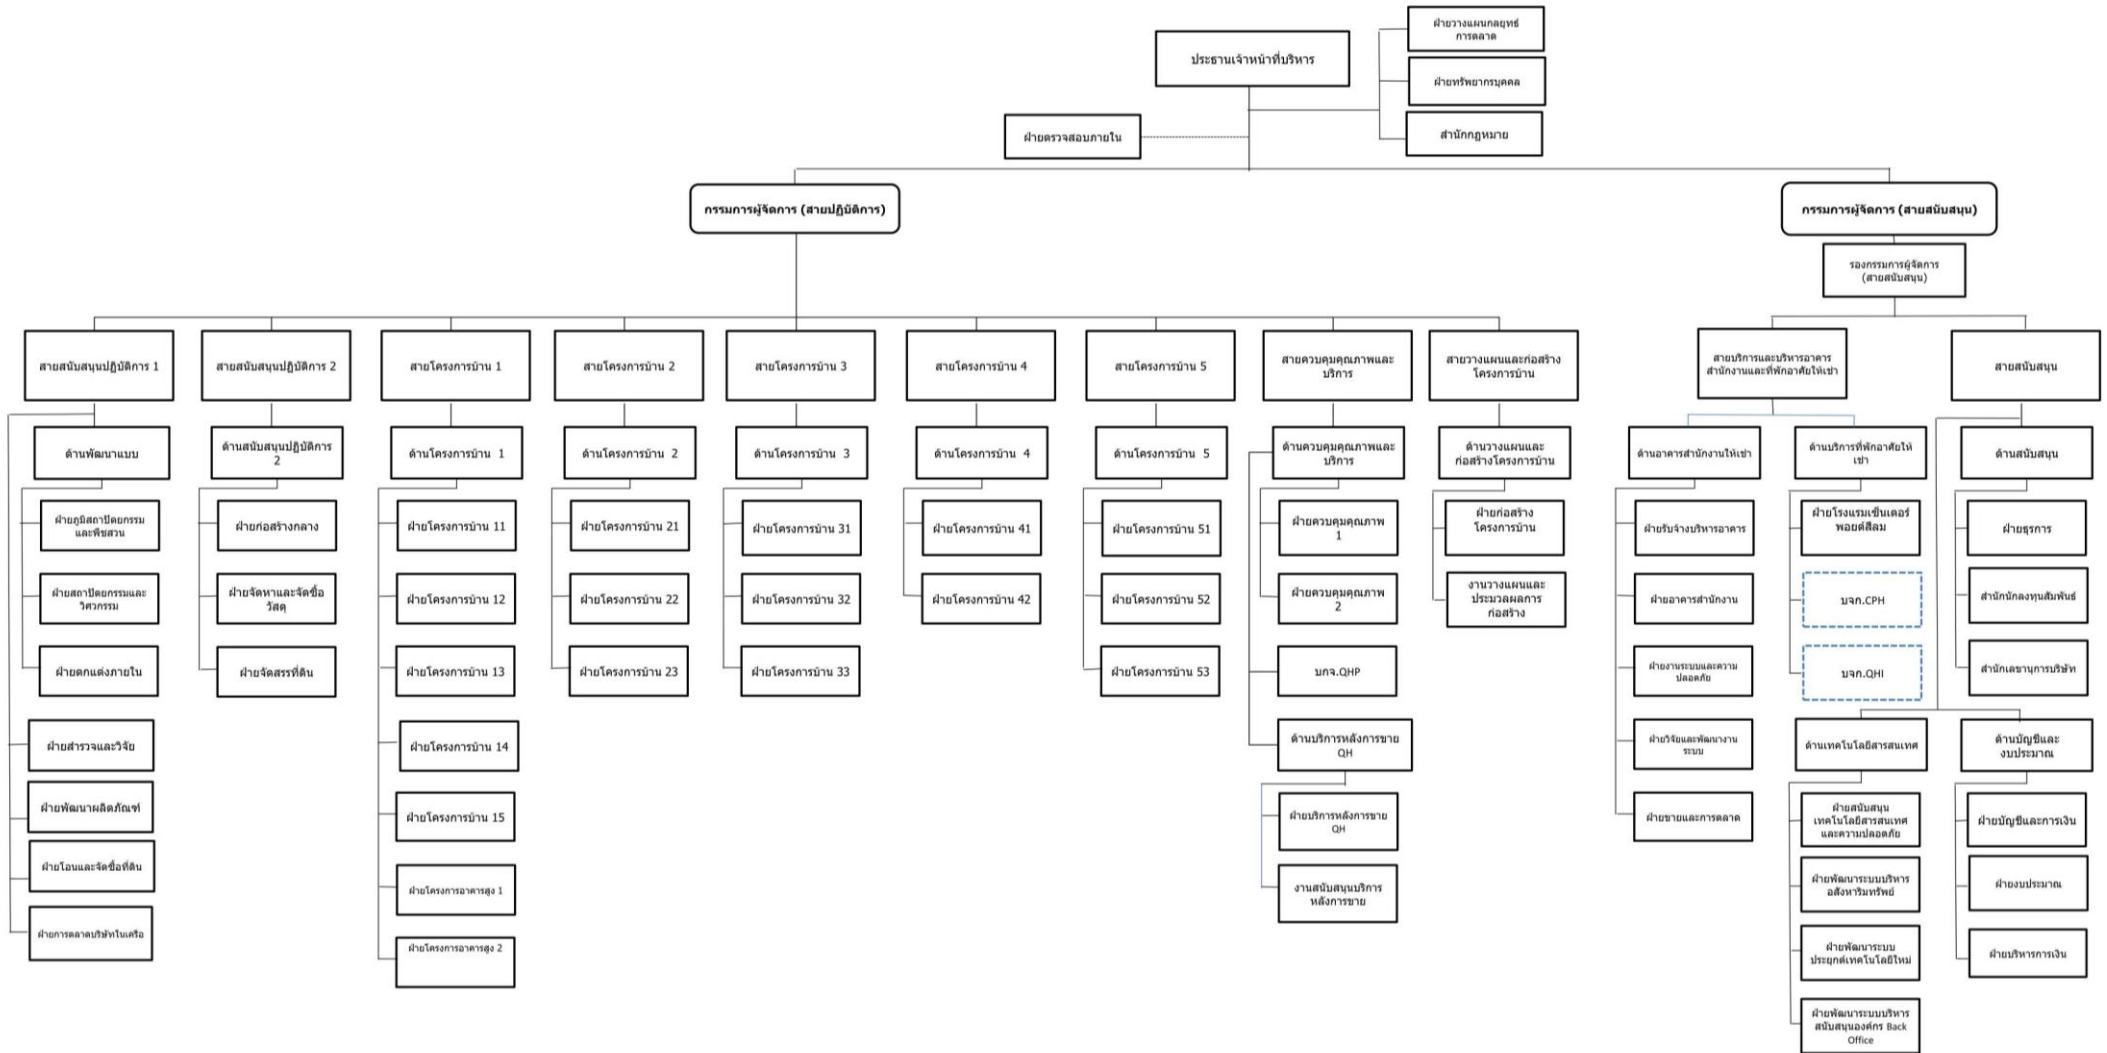 ฝ่ายวางแผนกลยุทธ์
การตลาด
ประธานเจ้าหน้าที่บริหาร
ฝ่ายทรัพยากรบุคคล
สำนักกฎหมาย
ฝ่ายตรวจสอบภายใน
กรรมการผู้จัดการ (สายปฏิบัติการ)
กรรมการผู้จัดการ (สายสนับสนุน)
รองกรรมการผู้จัดการ
(สายสนับสนุน)
สายสนับสนุนปฏิบัติการ 1
สายสนับสนุนปฏิบัติการ 2
สายโครงการบ้าน 1
สายโครงการบ้าน 2
สายโครงการบ้าน 3
สายโครงการบ้าน 4
สายโครงการบ้าน 5
สายควบคุมคุณภาพและ
บริการ
สายวางแผนและก่อสร้าง
โครงการบ้าน
สายบริการและบริหารอาคาร
สำนักงานและที่พักอาศัยให้เช่า
สายสนับสนุน
ด้านพัฒนาแบบ
ด้านสนับสนุนปฏิบัติการ
2
ด้านโครงการบ้าน 1
ด้านโครงการบ้าน 2
ด้านโครงการบ้าน 3
ด้านโครงการบ้าน 4
ด้านโครงการบ้าน 5
ด้านควบคุมคุณภาพและ
บริการ
ด้านวางแผนและ
ก่อสร้างโครงการบ้าน
ด้านอาคารสำนักงานให้เช่า
ด้านบริการที่พักอาศัยให้
เช่า
ด้านสนับสนุน
ฝ่ายภูมิสถาปัตยกรรม
และพืชสวน
ฝ่ายก่อสร้างกลาง
ฝ่ายโครงการบ้าน 11
ฝ่ายโครงการบ้าน 21
ฝ่ายโครงการบ้าน 31
ฝ่ายโครงการบ้าน 41
ฝ่ายโครงการบ้าน 51
ฝ่ายควบคุมคุณภาพ
1
ฝ่ายก่อสร้าง
โครงการบ้าน
ฝ่ายรับจ้างบริหารอาคาร
ฝ่ายโรงแรมเซ็นเตอร์
พอยต์สีลม
ฝ่ายธุรการ
ฝ่ายสถาปัตยกรรมและ
วิศวกรรม
ฝ่ายจัดหาและจัดซื้อ
วัสดุ
ฝ่ายโครงการบ้าน 12
ฝ่ายโครงการบ้าน 22
ฝ่ายโครงการบ้าน 32
ฝ่ายโครงการบ้าน 42
ฝ่ายโครงการบ้าน 52
ฝ่ายควบคุมคุณภาพ
2
งานวางแผนและ
ประมวลผลการ
ก่อสร้าง
ฝ่ายอาคารสำนักงาน
บจก.CPH
สำนักนักลงทุนสัมพันธ์
ฝ่ายตกแต่งภายใน
ฝ่ายจัดสรรที่ดิน
ฝ่ายโครงการบ้าน 13
ฝ่ายโครงการบ้าน 23
ฝ่ายโครงการบ้าน 33
ฝ่ายโครงการบ้าน 53
บกจ.QHP
ฝ่ายงานระบบและความ
ปลอดภัย
บจก.QHI
สำนักเลขานุการบริษัท
ฝ่ายสำรวจและวิจัย
ฝ่ายโครงการบ้าน 14
ด้านบริการหลังการขาย
QH
ฝ่ายวิจัยและพัฒนางาน
ระบบ
ด้านเทคโนโลยีสารสนเทศ
ด้านบัญชีและ
งบประมาณ
ฝ่ายพัฒนาผลิตภัณฑ์
ฝ่ายโครงการบ้าน 15
ฝ่ายบริการหลังการขาย
QH
ฝ่ายขายและการตลาด
ฝ่ายสนับสนุน
เทคโนโลยีสารสนเทศ
และความปลอดภัย
ฝ่ายบัญชีและการเงิน
ฝ่ายโอนและจัดซื้อที่ดิน
ฝ่ายโครงการอาคารสูง 1
งานสนับสนุนบริการ
หลังการขาย
ฝ่ายพัฒนาระบบบริหาร
อสังหาริมทรัพย์
ฝ่ายงบประมาณ
ฝ่ายการตลาดบริษัทในเครือ
ฝ่ายโครงการอาคารสูง 2
ฝ่ายพัฒนาระบบ
ประยุกต์เทคโนโลยีใหม่
ฝ่ายบริหารการเงิน
ฝ่ายพัฒนาระบบบริหาร
สนับสนุนองค์กร Back
Office